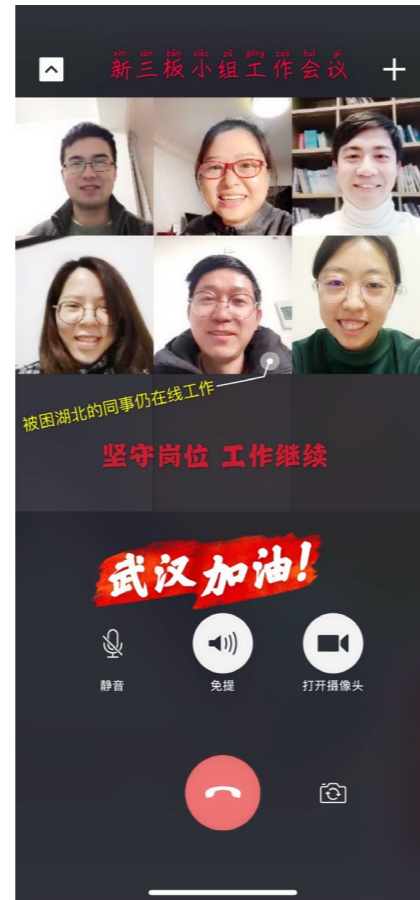 xīn sān bǎn xiǎo zǔ gōng zuò huì yì
新三板小组工作会议
被困湖北的同事仍在线工作
坚守岗位 工作继续
武汉加油!
静音
免提
打开摄像头